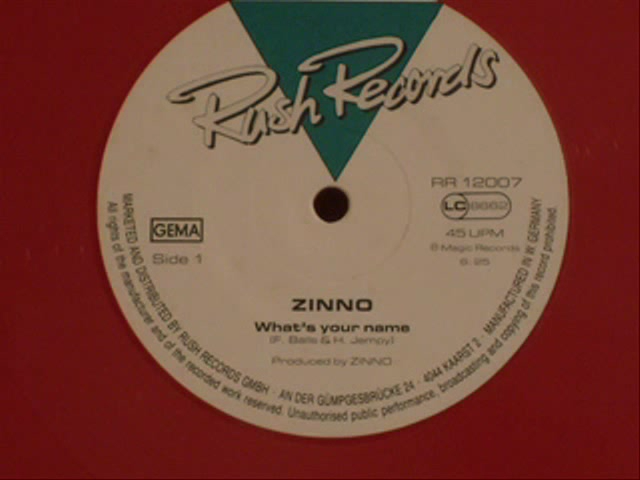 Rush Records
RR 12007
LC 8662
GEMA
45 UPM
Side 1
℗ Magic Records
6:25
ZINNO
What's your name
(F. Balls & H. Jempy)
Produced by ZINNO
MARKETED AND DISTRIBUTED BY RUSH RECORDS GMBH · AN DER GÜMPGESBRÜCKE 24 · 4044 KAARST 2 · MANUFACTURED IN W. GERMANY
All rights of the manufacturer and of the recorded work reserved. Unauthorised public performance, broadcasting and copying of this record prohibited.